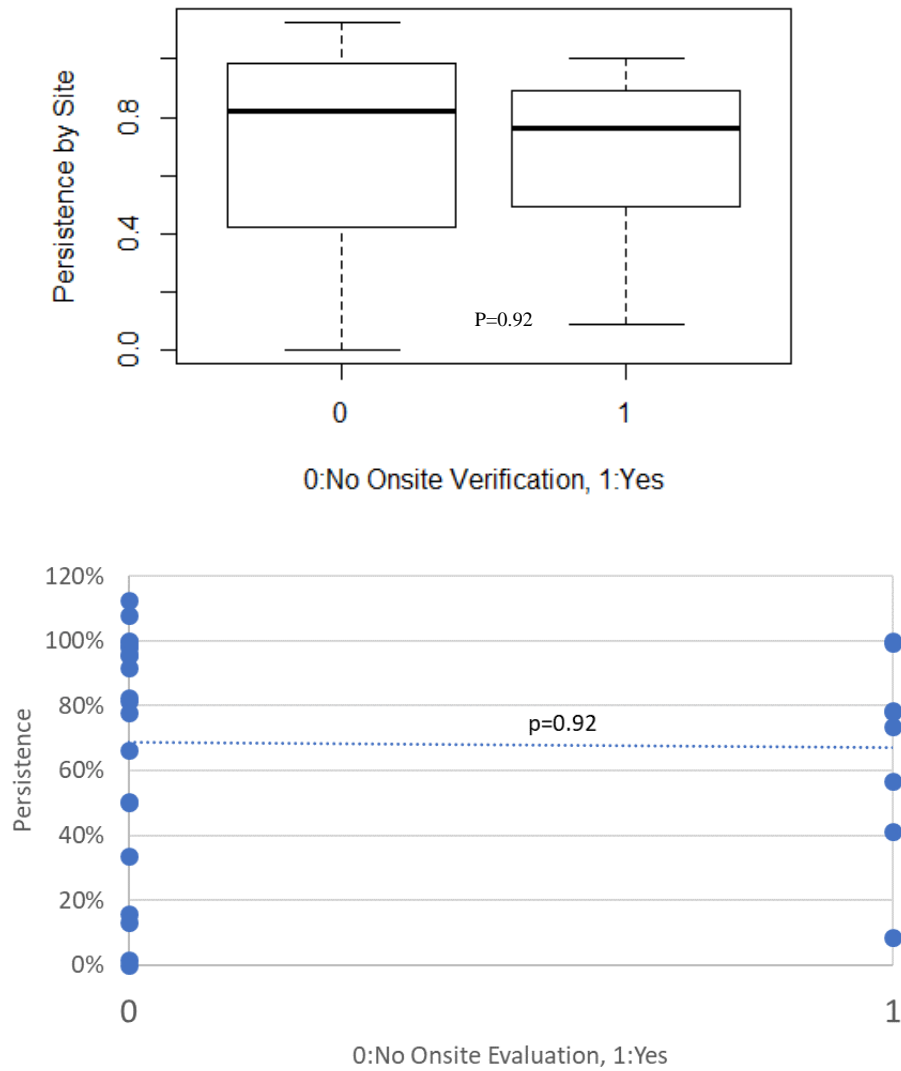 Persistence by Site
0.8
0.4
0.0
P=0.92
0
1
0:No Onsite Verification, 1:Yes
120%
100%
80%
60%
40%
20%
0%
Persistence
p=0.92
0
1
0:No Onsite Evaluation, 1:Yes